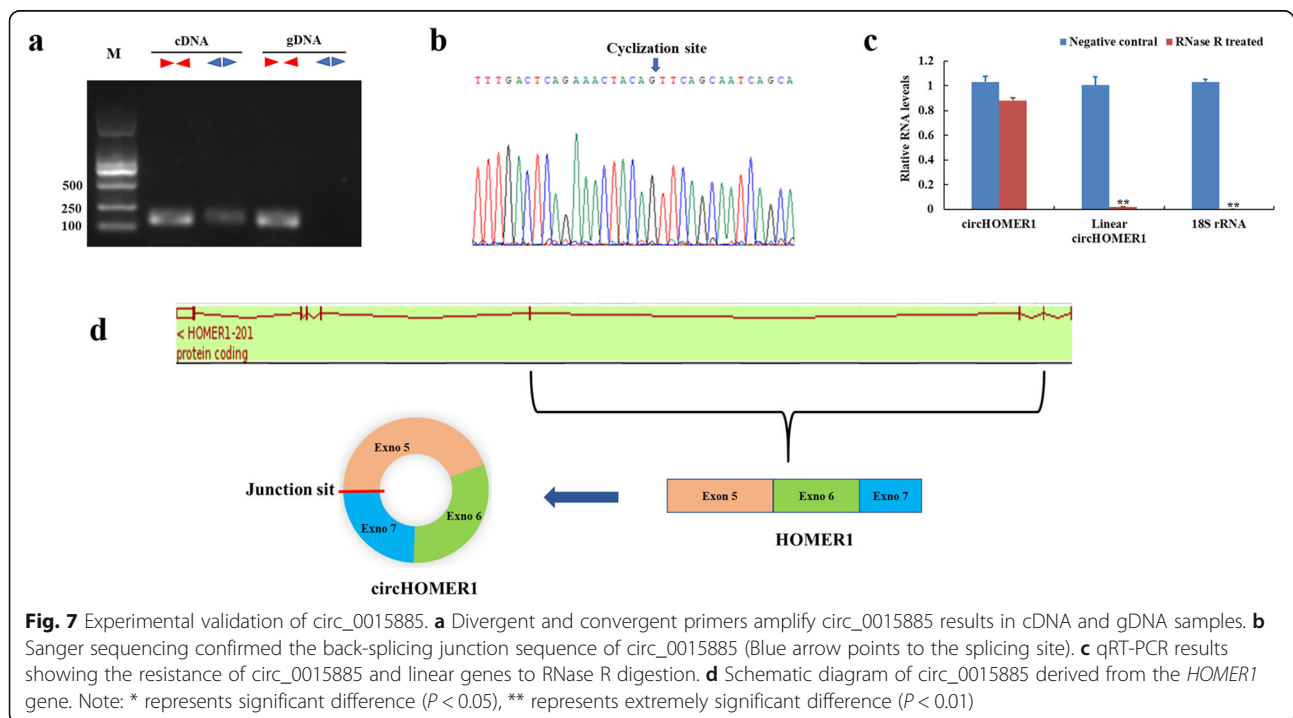 a
M
cDNA
gDNA
500
250
100
b
Cyclization site
TTTGACTCAGAAACTACAGTTCAGCAATCAGCA
c
Negative contral
RNase R treated
Rlative RNA leveals
1.2
1
0.8
0.6
0.4
0.2
0
**
**
circHOMER1
Linear
circHOMER1
18S rRNA
d
< HOMER1-201
protein coding
Exno 5
Exno 6
Exno 7
Junction sit
circHOMER1
Exon 5
Exno 6
Exno 7
HOMER1
Fig. 7 Experimental validation of circ_0015885. a Divergent and convergent primers amplify circ_0015885 results in cDNA and gDNA samples. b
Sanger sequencing confirmed the back-splicing junction sequence of circ_0015885 (Blue arrow points to the splicing site). c qRT-PCR results
showing the resistance of circ_0015885 and linear genes to RNase R digestion. d Schematic diagram of circ_0015885 derived from the HOMER1
gene. Note: * represents significant difference (P < 0.05), ** represents extremely significant difference (P < 0.01)